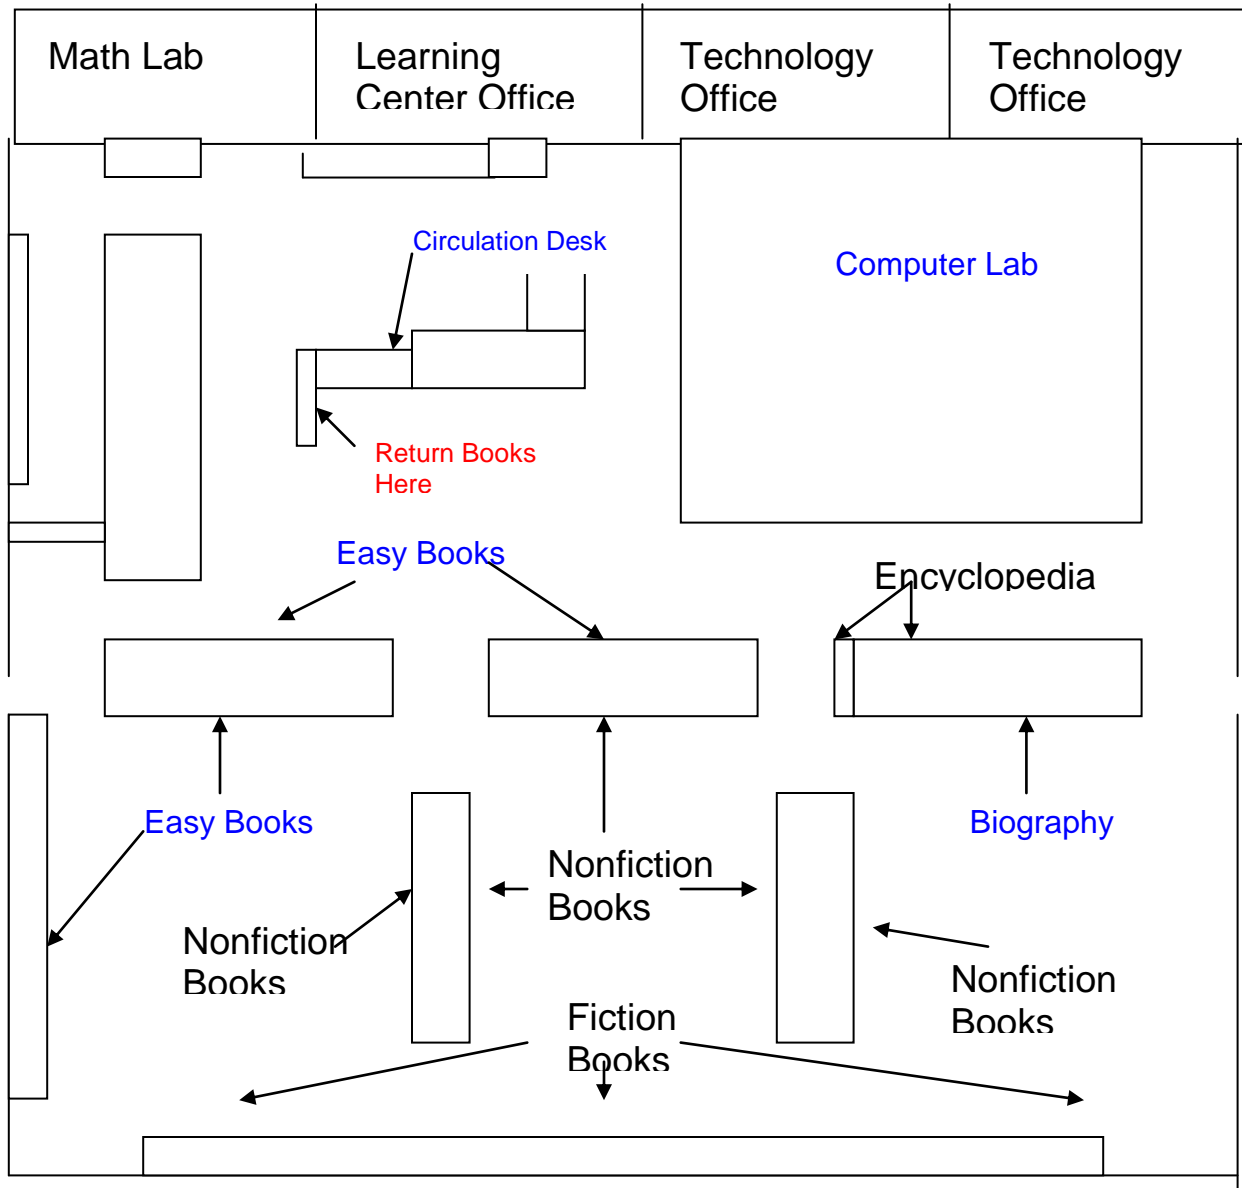 Math Lab
Learning
Center Office
Technology
Office
Technology
Office
Circulation Desk
Computer Lab
Return Books
Here
Easy Books
Encyclopedia
Easy Books
Biography
Nonfiction
Books
Nonfiction
Books
Nonfiction
Books
Fiction
Books